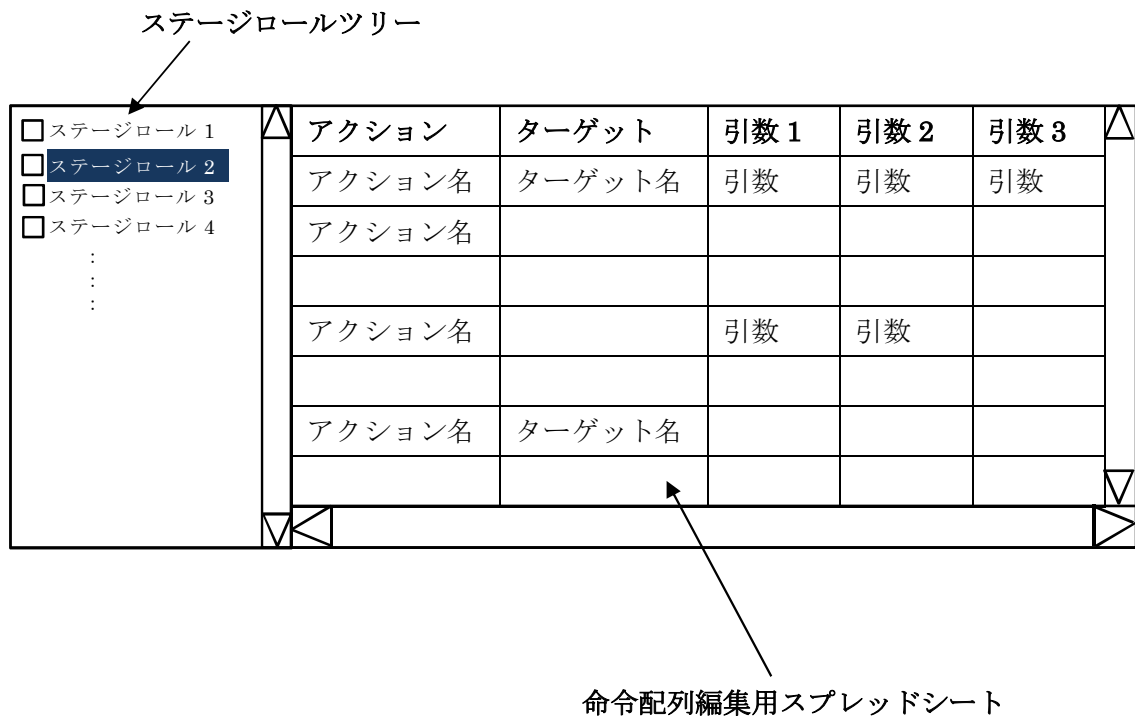 ステージロールツリー
ステージロール 1
ステージロール 2
ステージロール 3
ステージロール 4
:
:
:
アクション ターゲット 引数 1 引数 2 引数 3
アクション名 ターゲット名 引数 引数 引数
アクション名
アクション名 引数 引数
アクション名 ターゲット名
命令配列編集用スプレッドシート